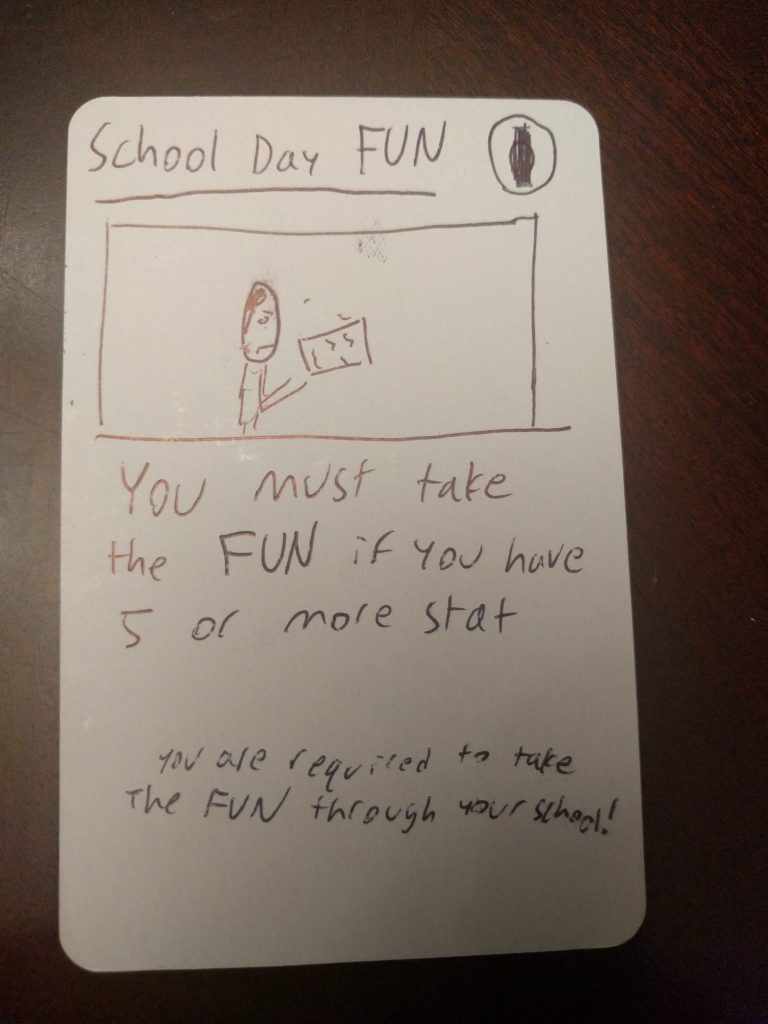 School Day FUN
You must take
the FUN if you have
5 or more stat
you are required to take
The FUN through your school!